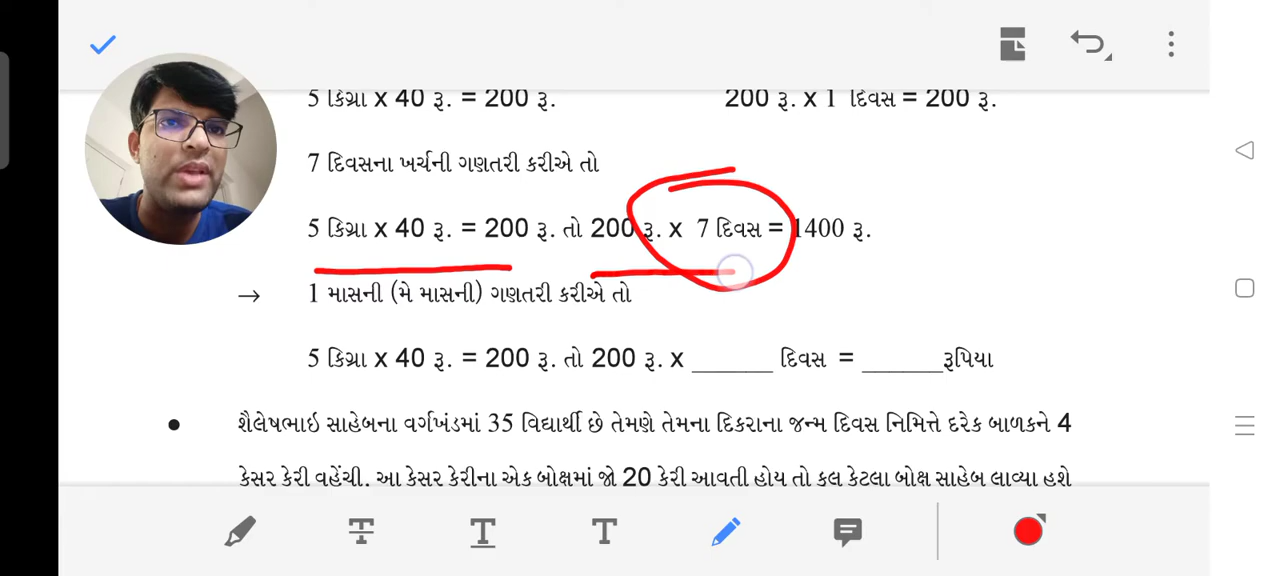 5 કિગ્રા x 40 રૂ. = 200 રૂ. 200 રૂ. x 1 દિવસ = 200 રૂ.
7 દિવસના ખર્ચની ગણતરી કરીએ તો
5 કિગ્રા x 40 રૂ. = 200 રૂ. તો 200 રૂ. x 7 દિવસ = 1400 રૂ.
→ 1 માસની (મે માસની) ગણતરી કરીએ તો
5 કિગ્રા x 40 રૂ. = 200 રૂ. તો 200 રૂ. x ______ દિવસ = ______રૂપિયા
• શૈલેષભાઇ સાહેબના વર્ગખંડમાં 35 વિદ્યાર્થી છે તેમણે તેમના દિકરાના જન્મ દિવસ નિમિત્તે દરેક બાળકને 4
કેસર કેરી વહેંચી. આ કેસર કેરીના એક બોક્ષમાં જો 20 કેરી આવતી હોય તો કુલ કેટલા બોક્ષ સાહેબ લાવ્યા હશે